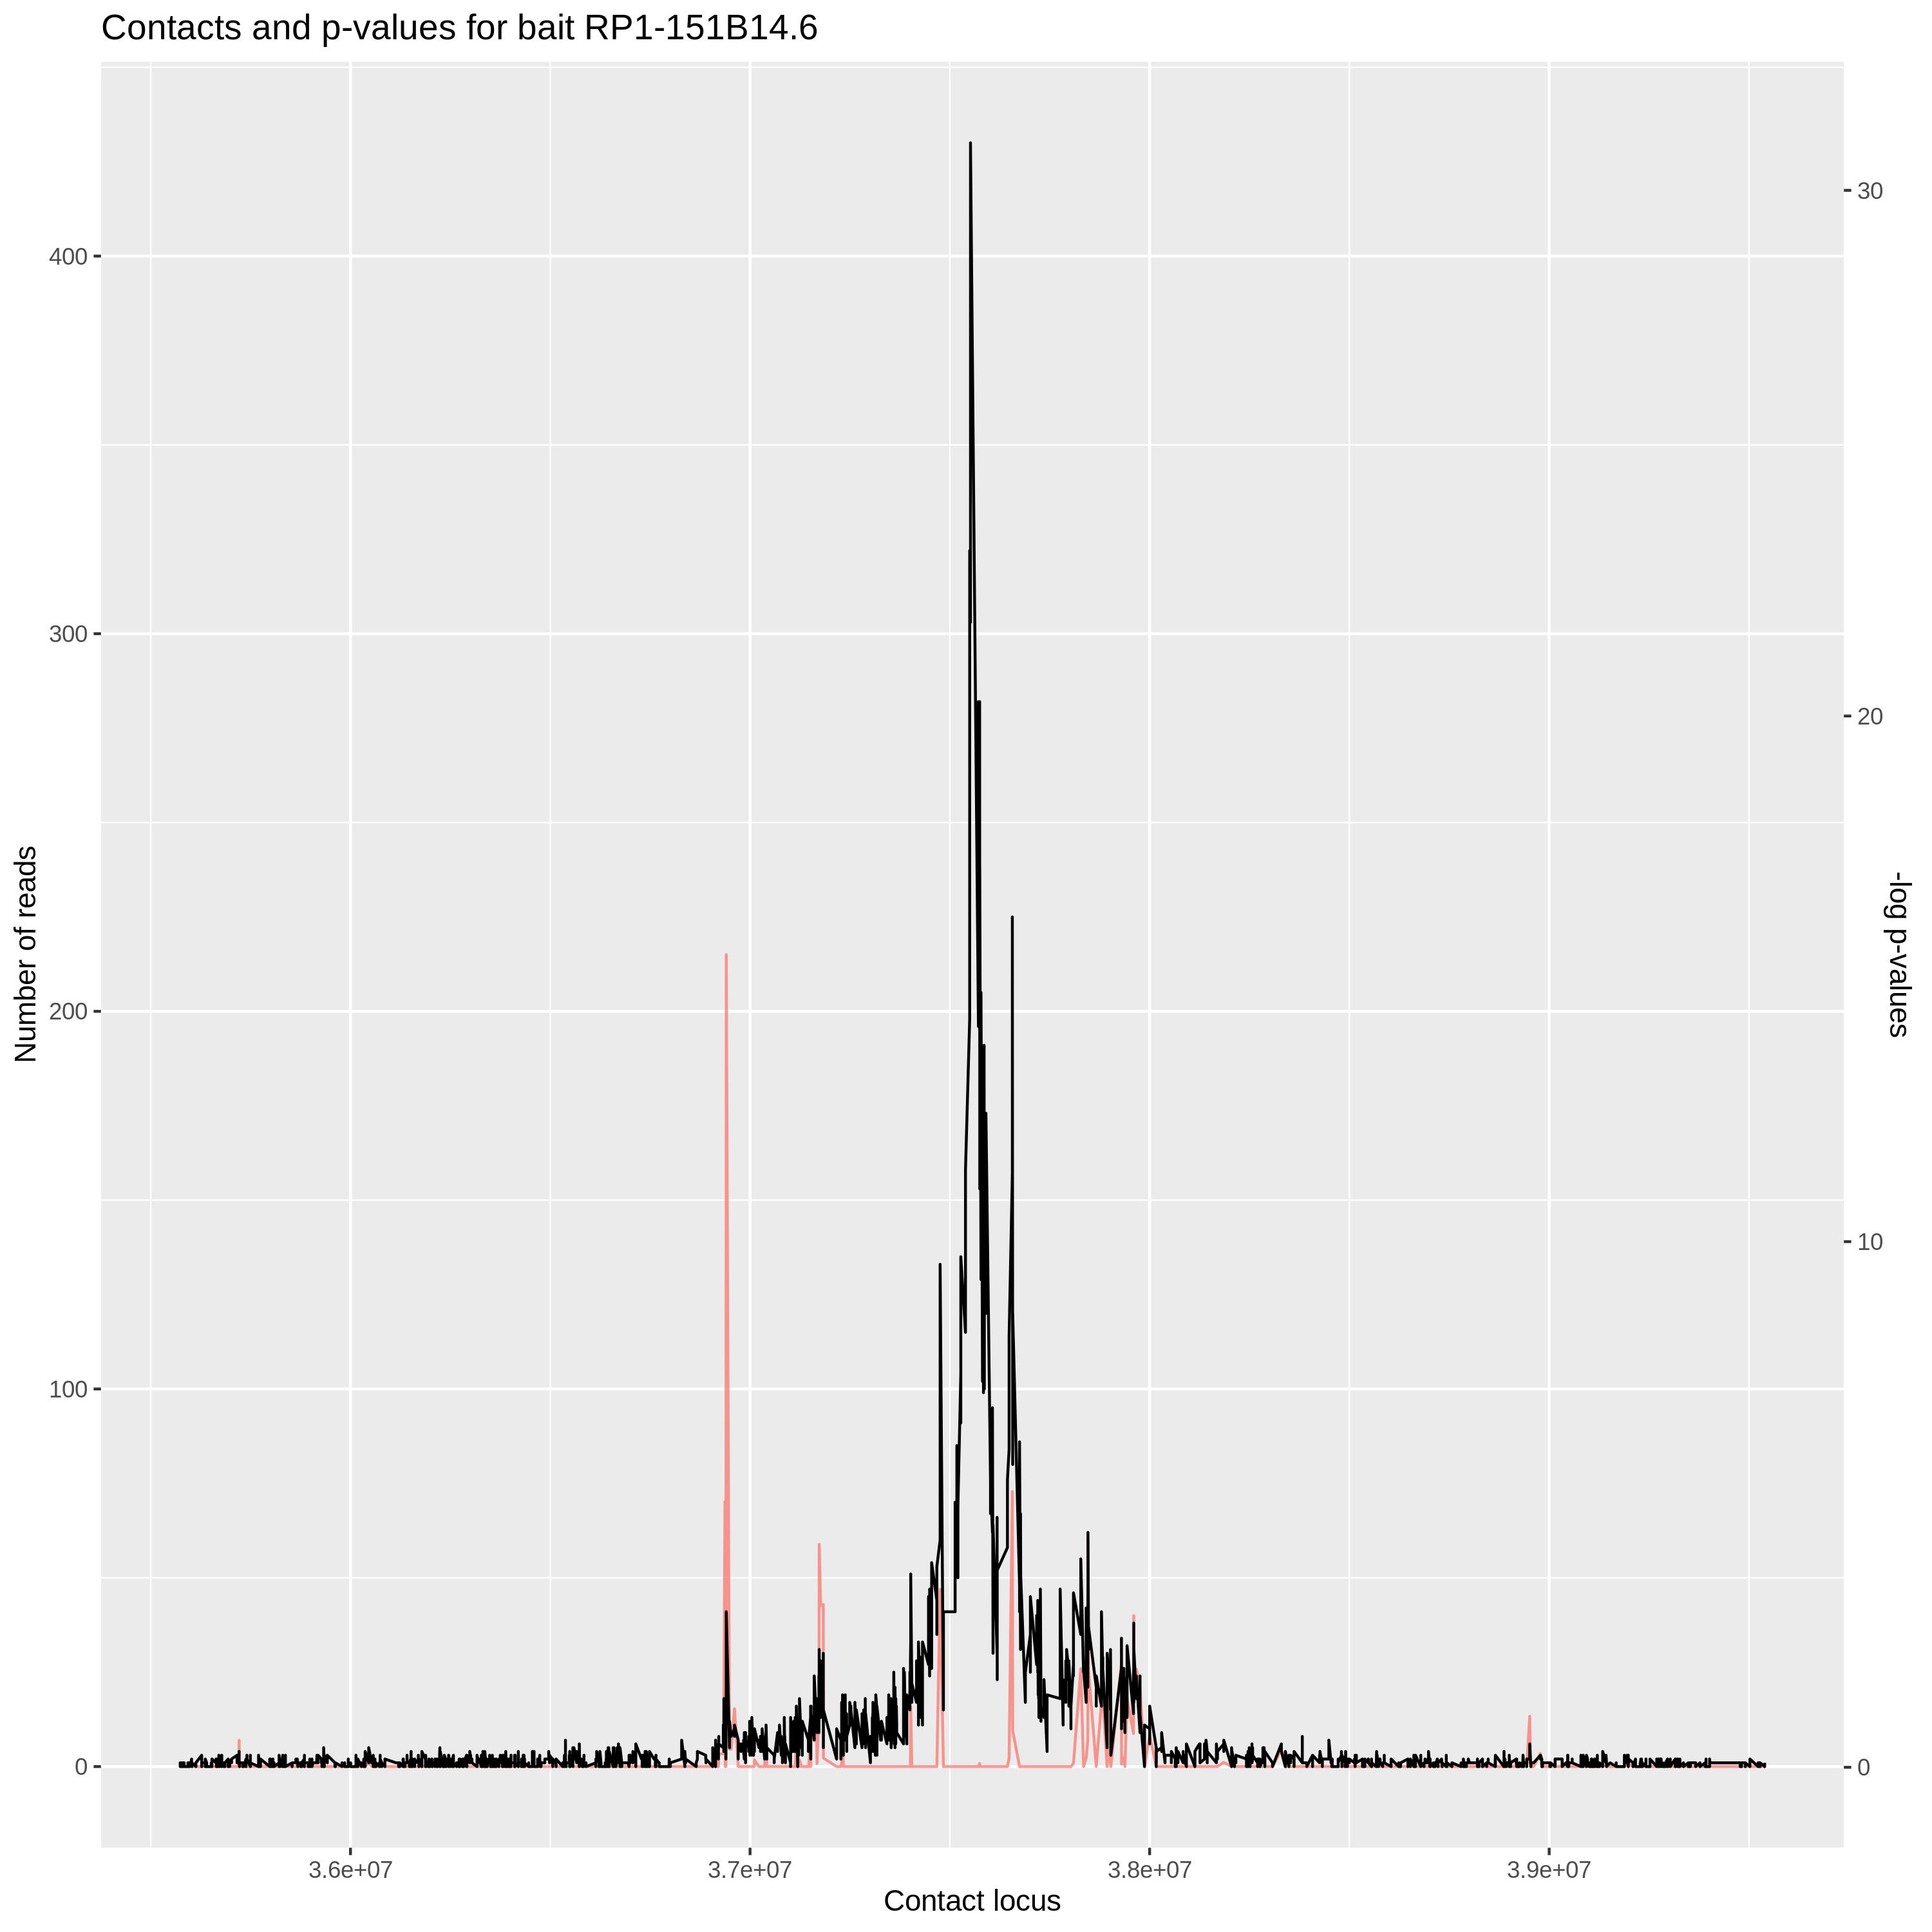 Contacts and p-values for bait RP1-151B14.6
Number of reads
400
300
200
100
0
30
20
10
0
-log p-values
3.6e+07
3.7e+07
3.8e+07
3.9e+07
Contact locus